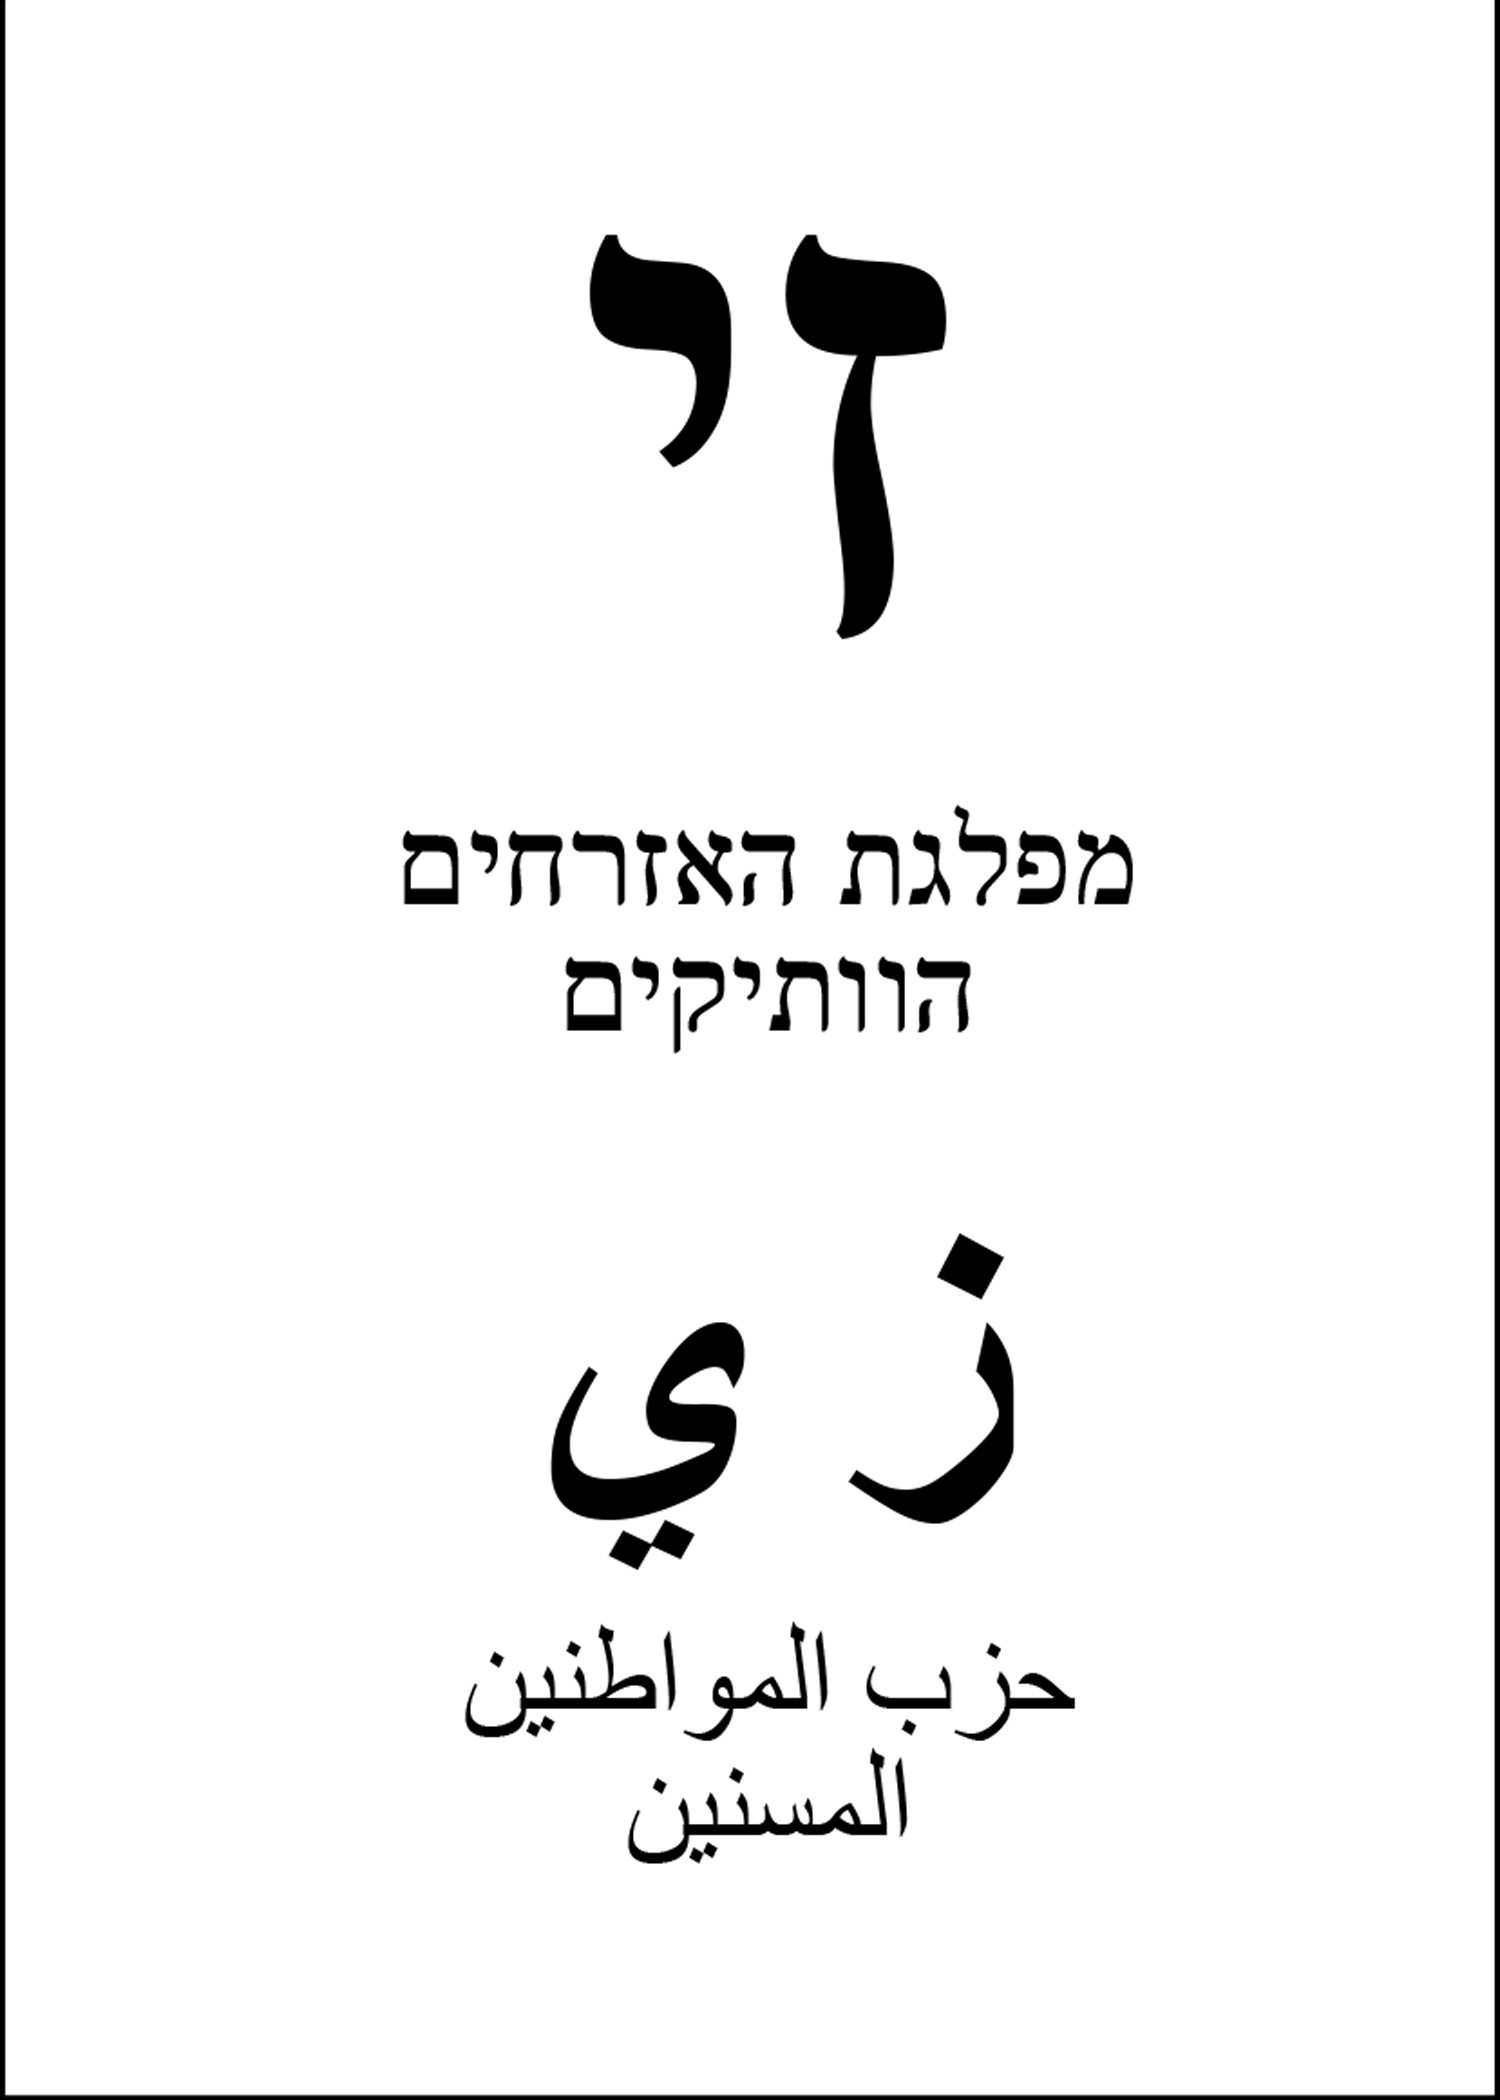 זי
מפלגת האזרחים
הוותיקים
ز ي
حزب المواطنين
المسنين